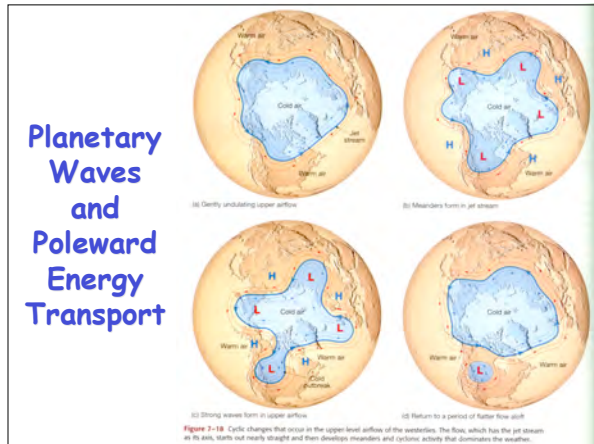 Planetary
Waves
and
Poleward
Energy
Transport
Warm air
Cold air
Jet
stream
Warm air
(a) Gently undulating upper airflow
Warm air
H
L
L
H
Cold air
L
H
L
H
Warm air
(b) Meanders form in jet stream
H
L
L
Cold air
H
L
Warm air
H
H
Warm air
L
Cold
outbreak
(c) Strong waves form in upper airflow
Cold air
Warm air
Warm air
L
(d) Return to a period of flatter flow aloft
Figure 7–18 Cyclic changes that occur in the upper-level airflow of the westerlies. The flow, which has the jet stream
as its axis, starts out nearly straight and then develops meanders and cyclonic activity that dominates the weather.